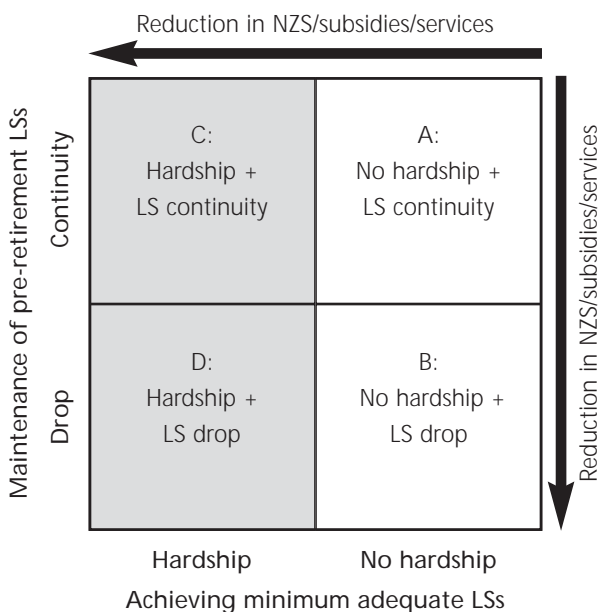 Reduction in NZS/subsidies/services
Maintenance of pre-retirement LSs
Continuity
C:
Hardship +
LS continuity
A:
No hardship +
LS continuity
Reduction in NZS/subsidies/services
Drop
D:
Hardship +
LS drop
B:
No hardship +
LS drop
Hardship
No hardship
Achieving minimum adequate LSs